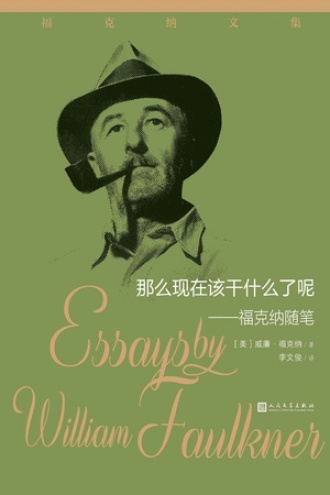 福克纳文集
那么现在该干什么了呢
——福克纳随笔
［美］威廉·福克纳 著
李文俊 译
Essays by
William Faulkner
人民文学出版社